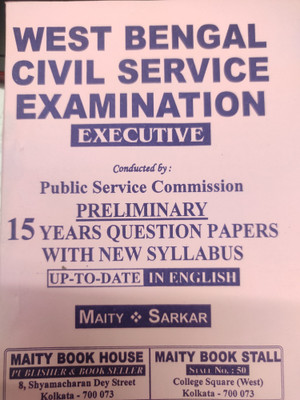 WEST BENGAL
CIVIL SERVICE
EXAMINATION
EXECUTIVE
Conducted by :
Public Service Commission
PRELIMINARY
15 YEARS QUESTION PAPERS
WITH NEW SYLLABUS
UP-TO-DATE IN ENGLISH
MAITY ❖ SARKAR
MAITY BOOK HOUSE
PUBLISHER & BOOK SELLER
8, Shyamacharan Dey Street
Kolkata - 700 073
MAITY BOOK STALL
STALL NO. : 50
College Square (West)
Kolkata - 700 073